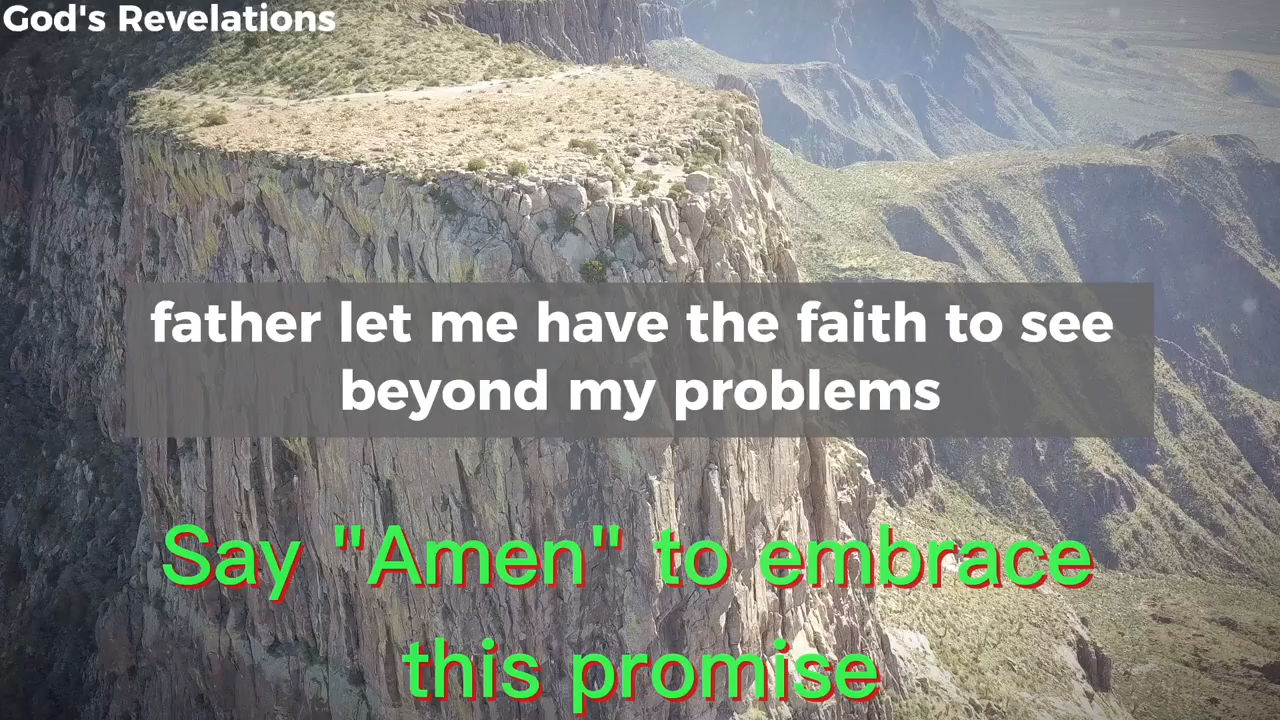 God's Revelations
father let me have the faith to see
beyond my problems
Say "Amen" to embrace
this promise